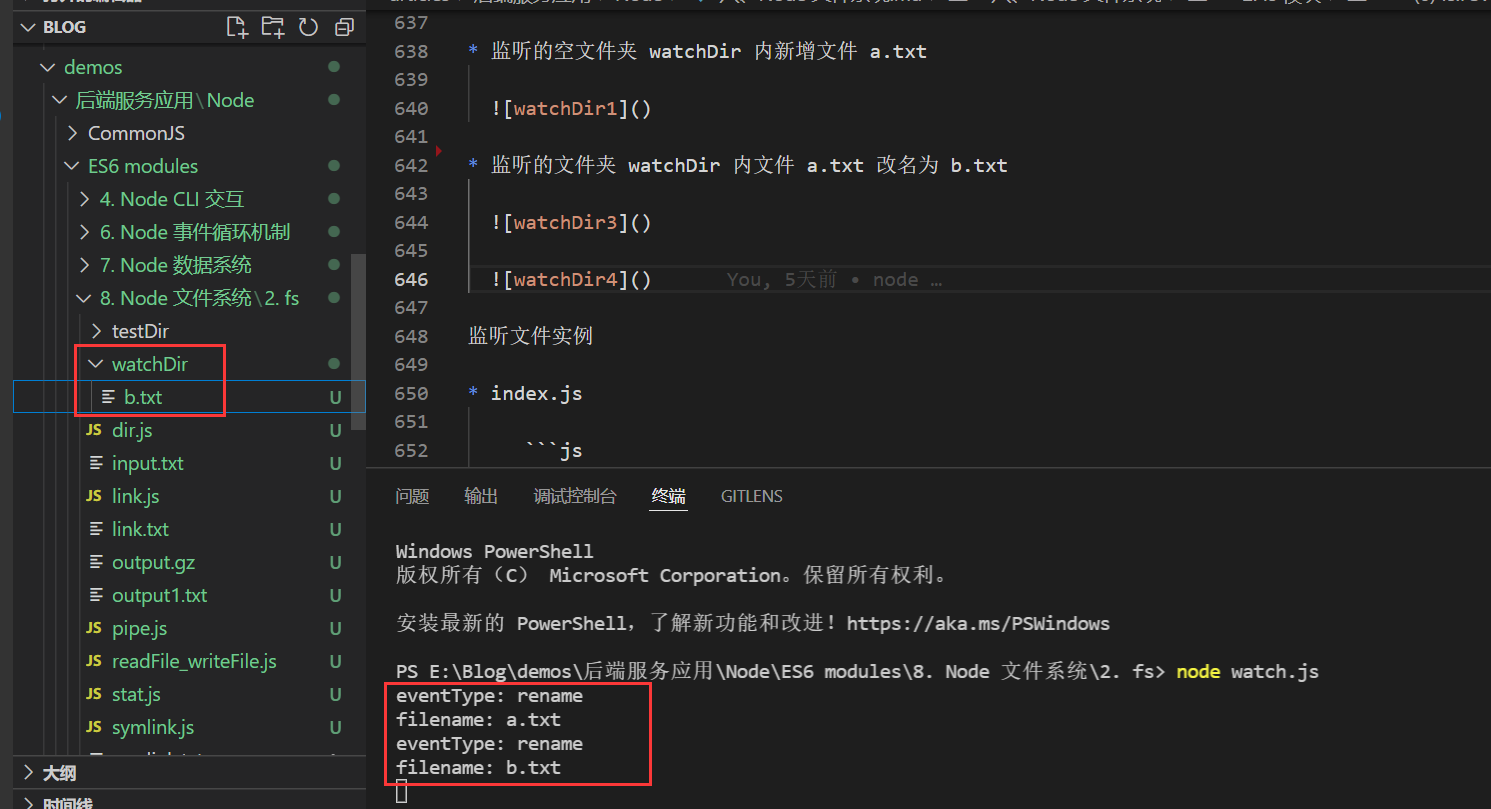 BLOG
demos
后端服务应用\Node
CommonJS
ES6 modules
4. Node CLI 交互
6. Node 事件循环机制
7. Node 数据系统
8. Node 文件系统\2. fs
testDir
watchDir
b.txt U
dir.js U
input.txt U
link.js U
link.txt U
output.gz U
output1.txt U
pipe.js U
readFile_writeFile.js U
stat.js U
symlink.js U
大纲
时间线
637
638 * 监听的空文件夹 watchDir 内新增文件 a.txt
639
640 ![watchDir1]()
641
642 * 监听的文件夹 watchDir 内文件 a.txt 改名为 b.txt
643
644 ![watchDir3]()
645
646 ![watchDir4]() You, 5天前 • node …
647
648 监听文件实例
649
650 * index.js
651
652 ```js
问题 输出 调试控制台 终端 GITLENS
Windows PowerShell
版权所有（C） Microsoft Corporation。保留所有权利。
安装最新的 PowerShell，了解新功能和改进！https://aka.ms/PSWindows
PS E:\Blog\demos\后端服务应用\Node\ES6 modules\8. Node 文件系统\2. fs> node watch.js
eventType: rename
filename: a.txt
eventType: rename
filename: b.txt